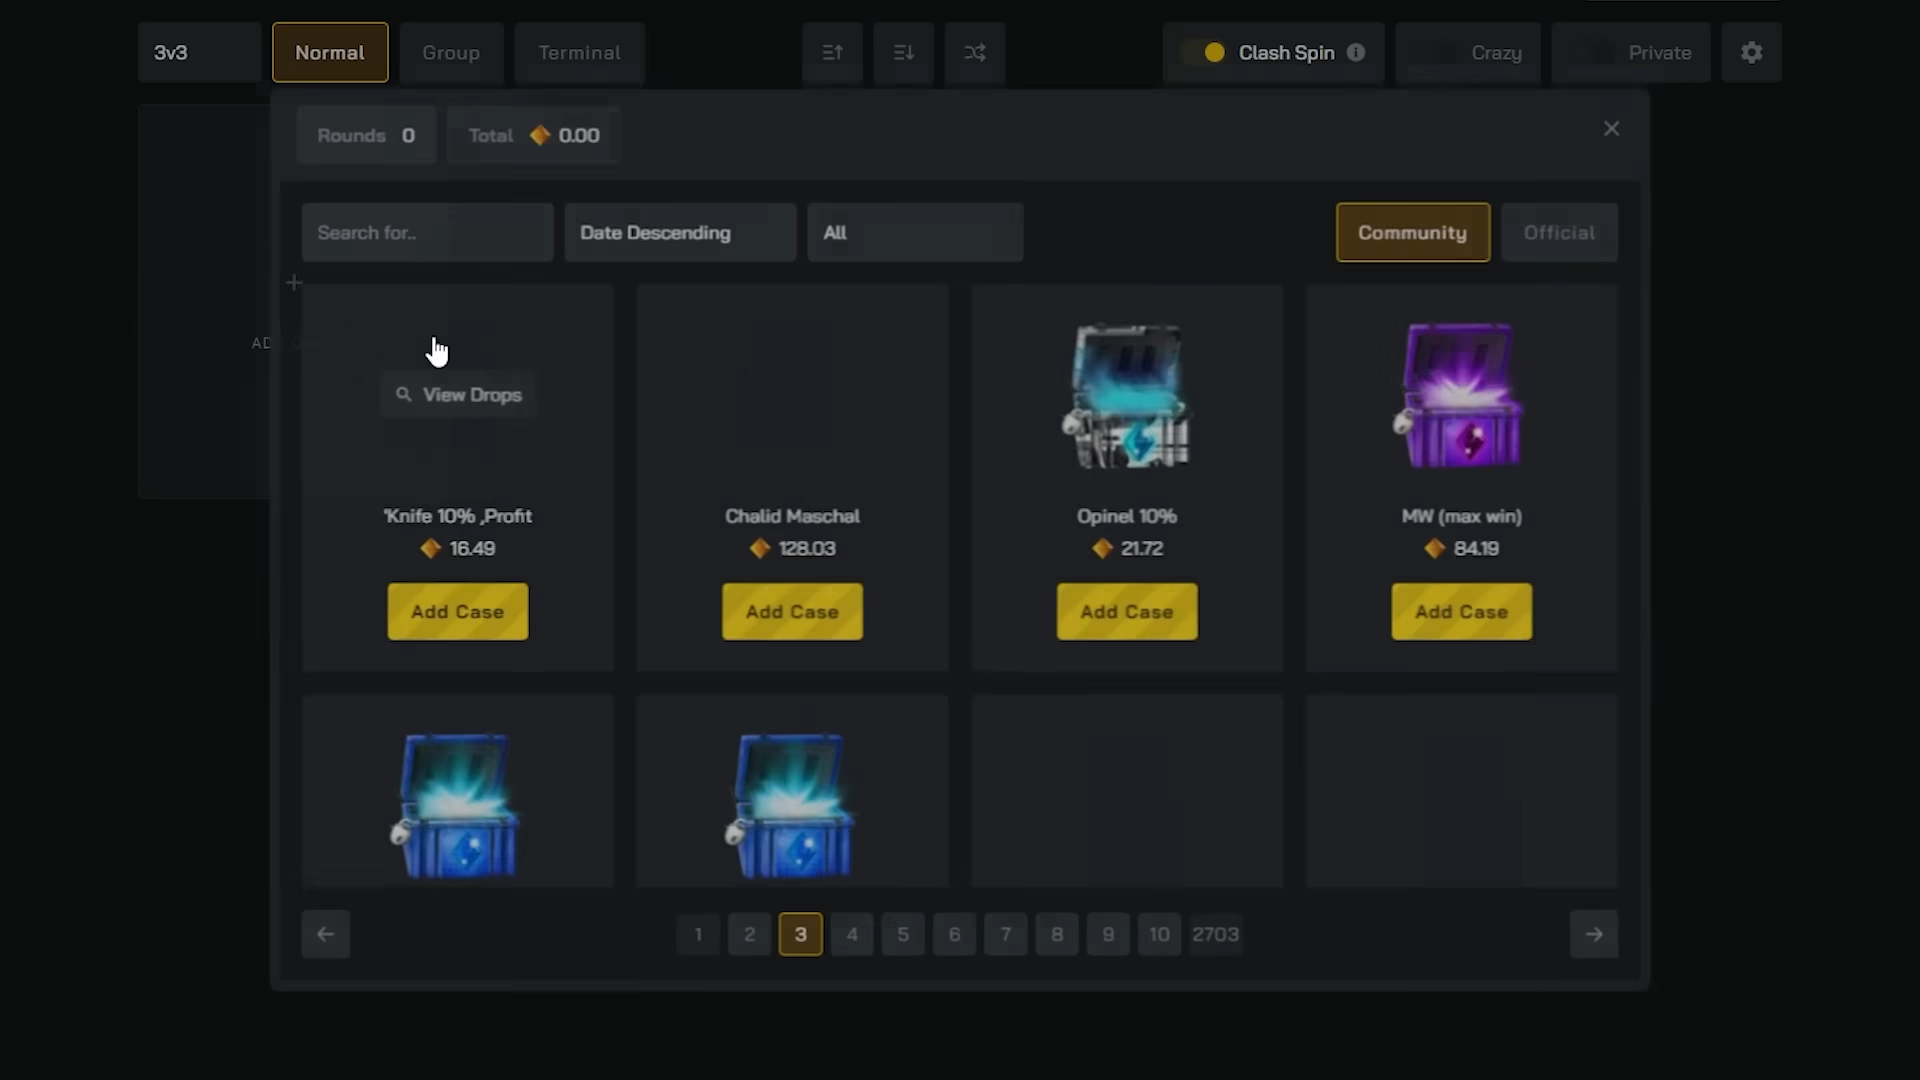 3v3 Normal Group Terminal Clash Spin Crazy Private
Rounds 0 Total 0.00
Search for.. Date Descending All Community Official
View Drops
'Knife 10% ,Profit Chalid Maschal Opinel 10% MW (max win)
16.49 128.03 21.72 84.19
Add Case Add Case Add Case Add Case
1 2 3 4 5 6 7 8 9 10 2703